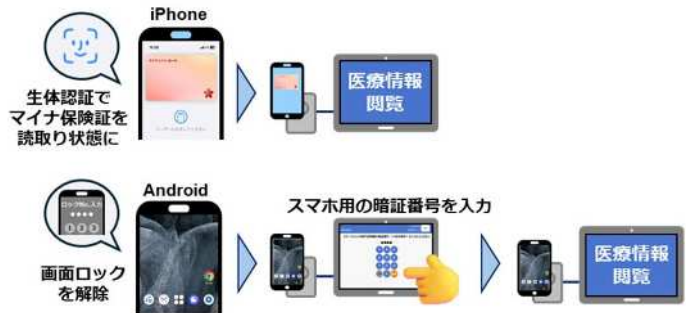 iPhone
生体認証で
マイナ保険証を
読取り状態に
医療情報
閲覧
Android
画面ロック
を解除
スマホ用の暗証番号を入力
医療情報
閲覧